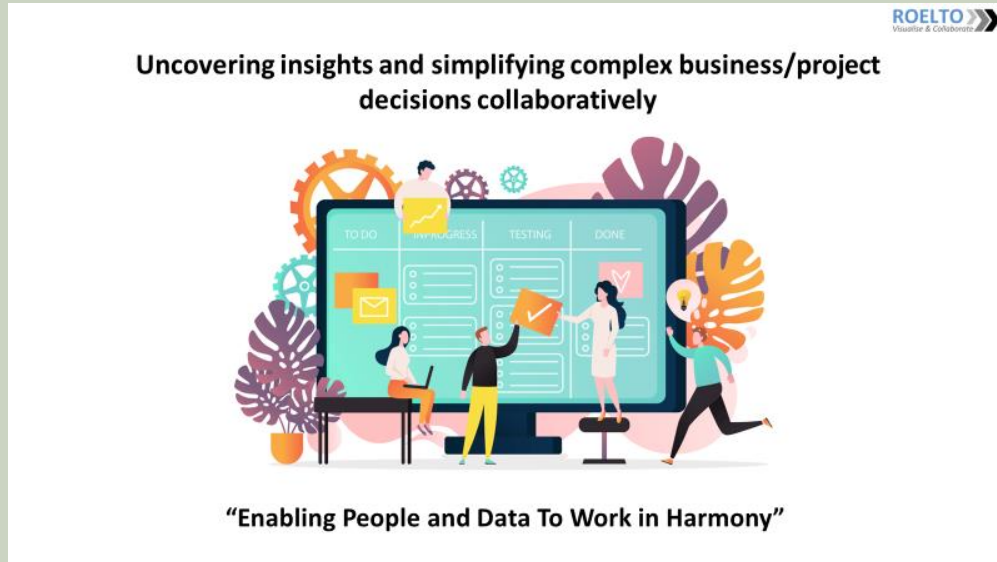 ROELTO
Visualise & Collaborate
Uncovering insights and simplifying complex business/project
decisions collaboratively
TO DO
IN PROGRESS
TESTING
DONE
“Enabling People and Data To Work in Harmony”